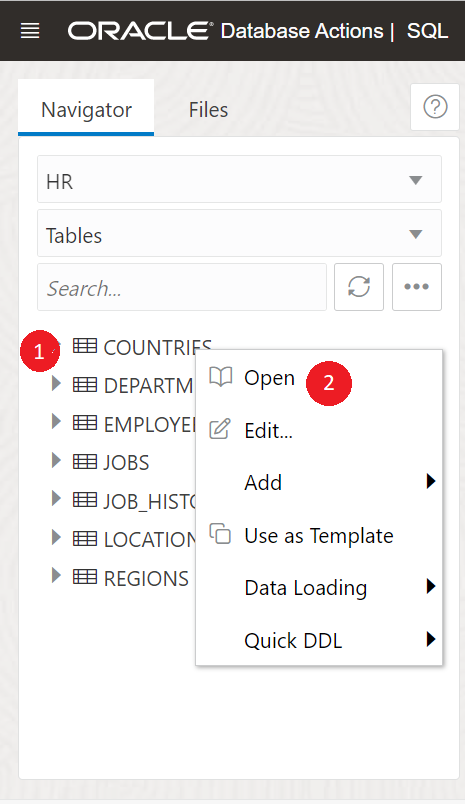 ORACLE Database Actions | SQL
Navigator Files
HR
Tables
Search...
1 COUNTRIES
DEPARTM
EMPLOYE
JOBS
JOB_HISTO
LOCATION
REGIONS
Open 2
Edit...
Add
Use as Template
Data Loading
Quick DDL